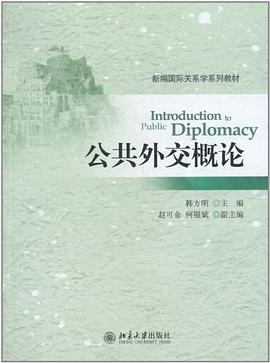 新编国际关系学系列教材
Introduction to
Public Diplomacy
公共外交概论
韩方明 ◎主 编
赵可金 何银斌 ◎副主编
北京大学出版社
PEKING UNIVERSITY PRESS